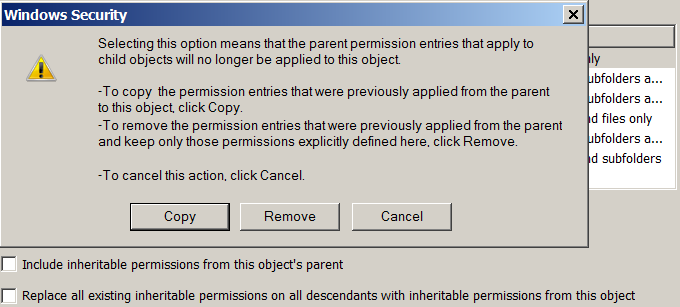 Windows Security
Selecting this option means that the parent permission entries that apply to
child objects will no longer be applied to this object.
-To copy the permission entries that were previously applied from the parent
to this object, click Copy.
-To remove the permission entries that were previously applied from the parent
and keep only those permissions explicitly defined here, click Remove.
-To cancel this action, click Cancel.
Copy Remove Cancel
subfolders a...
subfolders a...
files only
subfolders a...
subfolders
Include inheritable permissions from this object's parent
Replace all existing inheritable permissions on all descendants with inheritable permissions from this object